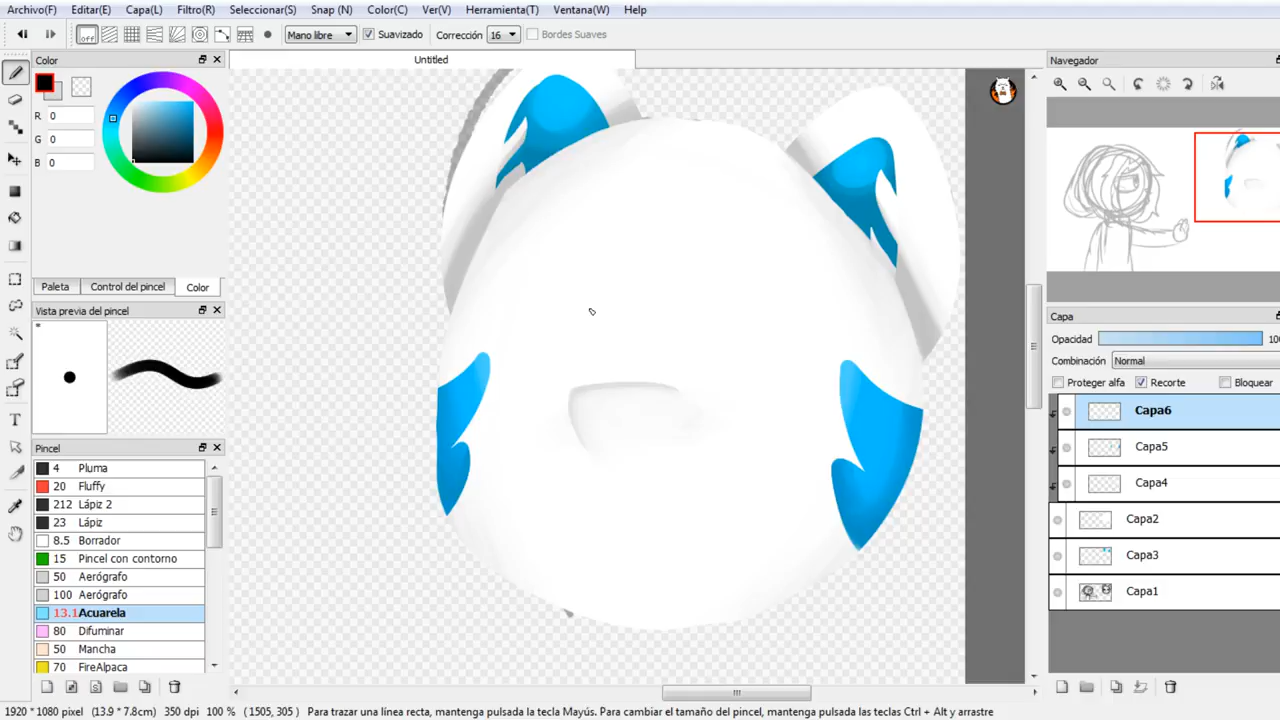 Archivo(F) Editar(E) Capa(L) Filtro(R) Seleccionar(S) Snap (N) Color(C) Ver(V) Herramienta(T) Ventana(W) Help
Off Mano libre Suavizado Corrección 16 Bordes Suaves
Color Untitled Navegador
R 0
G 0
B 0
Paleta Control del pincel Color
Vista previa del pincel
Capa
Opacidad 100
Combinación Normal
Proteger alfa Recorte Bloquear
Capa6
Capa5
Capa4
Capa2
Capa3
Capa1
Pincel
4 Pluma
20 Fluffy
212 Lápiz 2
23 Lápiz
8.5 Borrador
15 Pincel con contorno
50 Aerógrafo
100 Aerógrafo
13.1 Acuarela
80 Difuminar
50 Mancha
70 FireAlpaca
1920 * 1080 pixel (13.9 * 7.8cm) 350 dpi 100 % ( 1505, 305 ) Para trazar una línea recta, mantenga pulsada la tecla Mayús. Para cambiar el tamaño del pincel, mantenga pulsadas las teclas Ctrl + Alt y arrastre